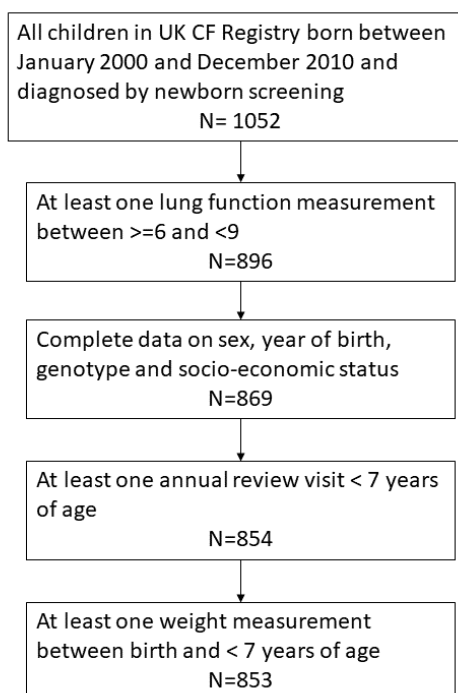 All children in UK CF Registry born between
January 2000 and December 2010 and
diagnosed by newborn screening
N= 1052
At least one lung function measurement
between >=6 and <9
N=896
Complete data on sex, year of birth,
genotype and socio-economic status
N=869
At least one annual review visit < 7 years
of age
N=854
At least one weight measurement
between birth and < 7 years of age
N=853